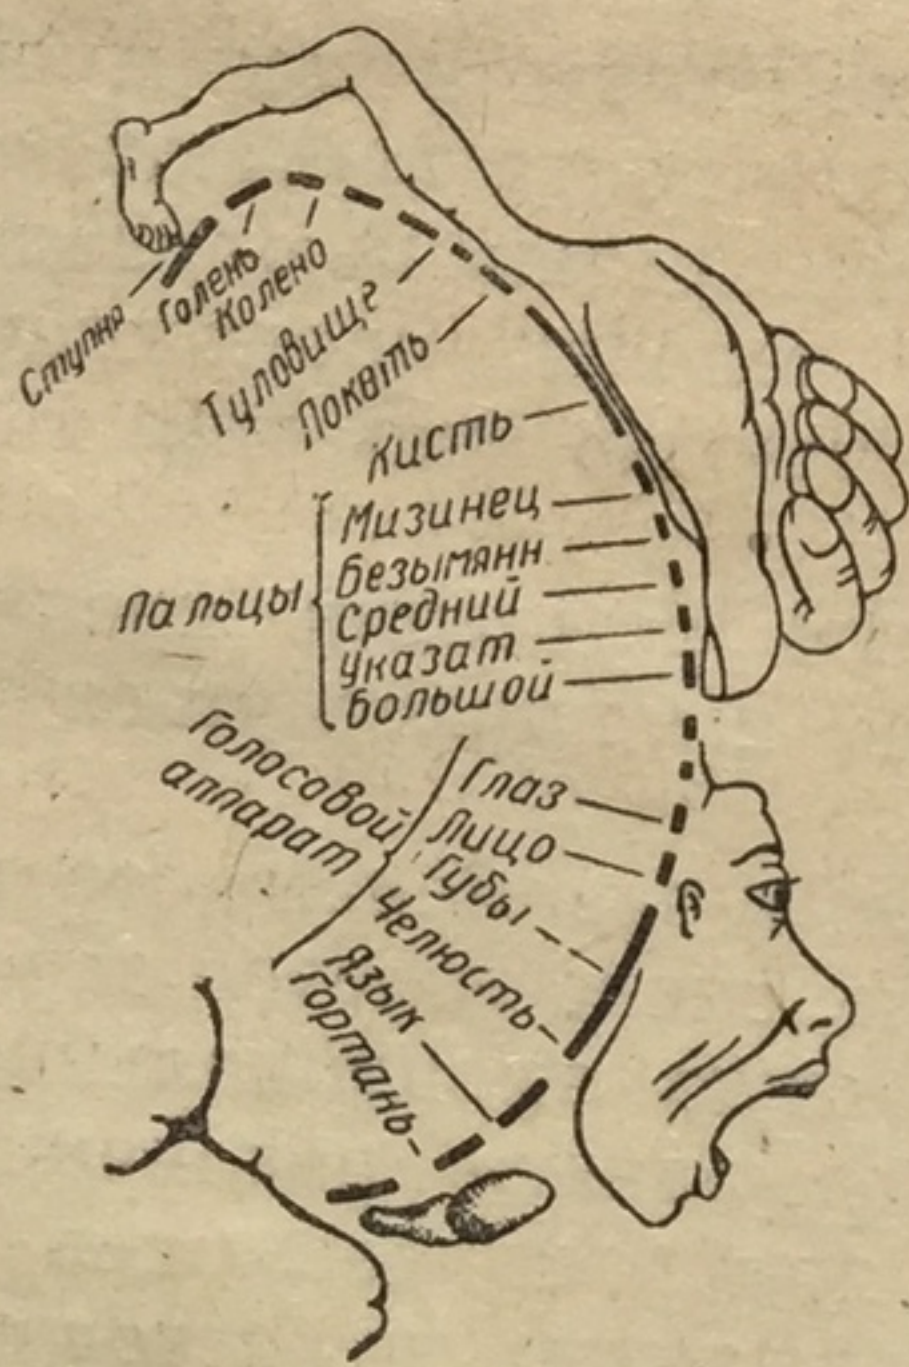 Ступня
Голень
Колено
Туловище
Локоть
Кисть
Пальцы
Мизинец
Безымянн
Средний
Указат
Большой
Голосовой
аппарат
Глаз
Лицо
Губы
Челюсть
Язык
Гортань